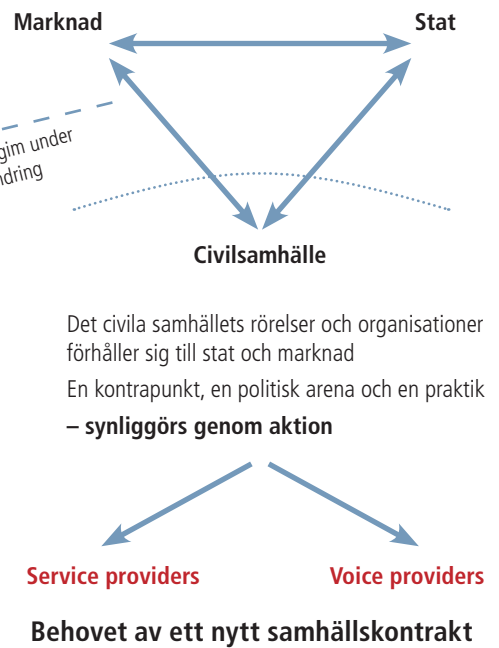 Marknad Stat
gim under
ndring
Civilsamhälle
Det civila samhällets rörelser och organisationer
förhåller sig till stat och marknad
En kontrapunkt, en politisk arena och en praktik
– synliggörs genom aktion
Service providers Voice providers
Behovet av ett nytt samhällskontrakt